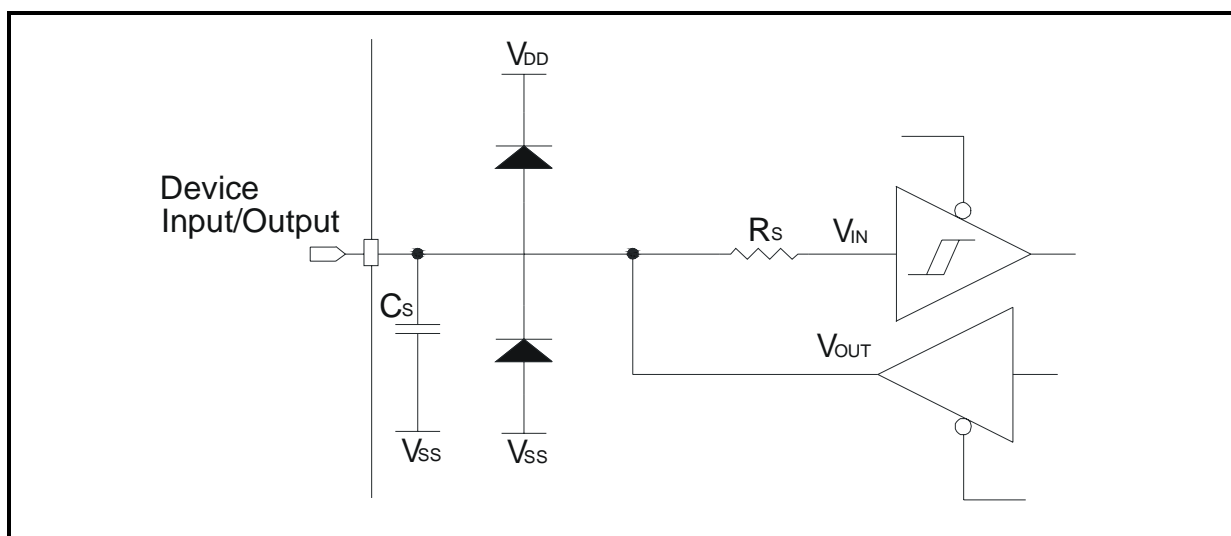 VDD
Device
Input/Output
RS
VIN
CS
VOUT
VSS
VSS